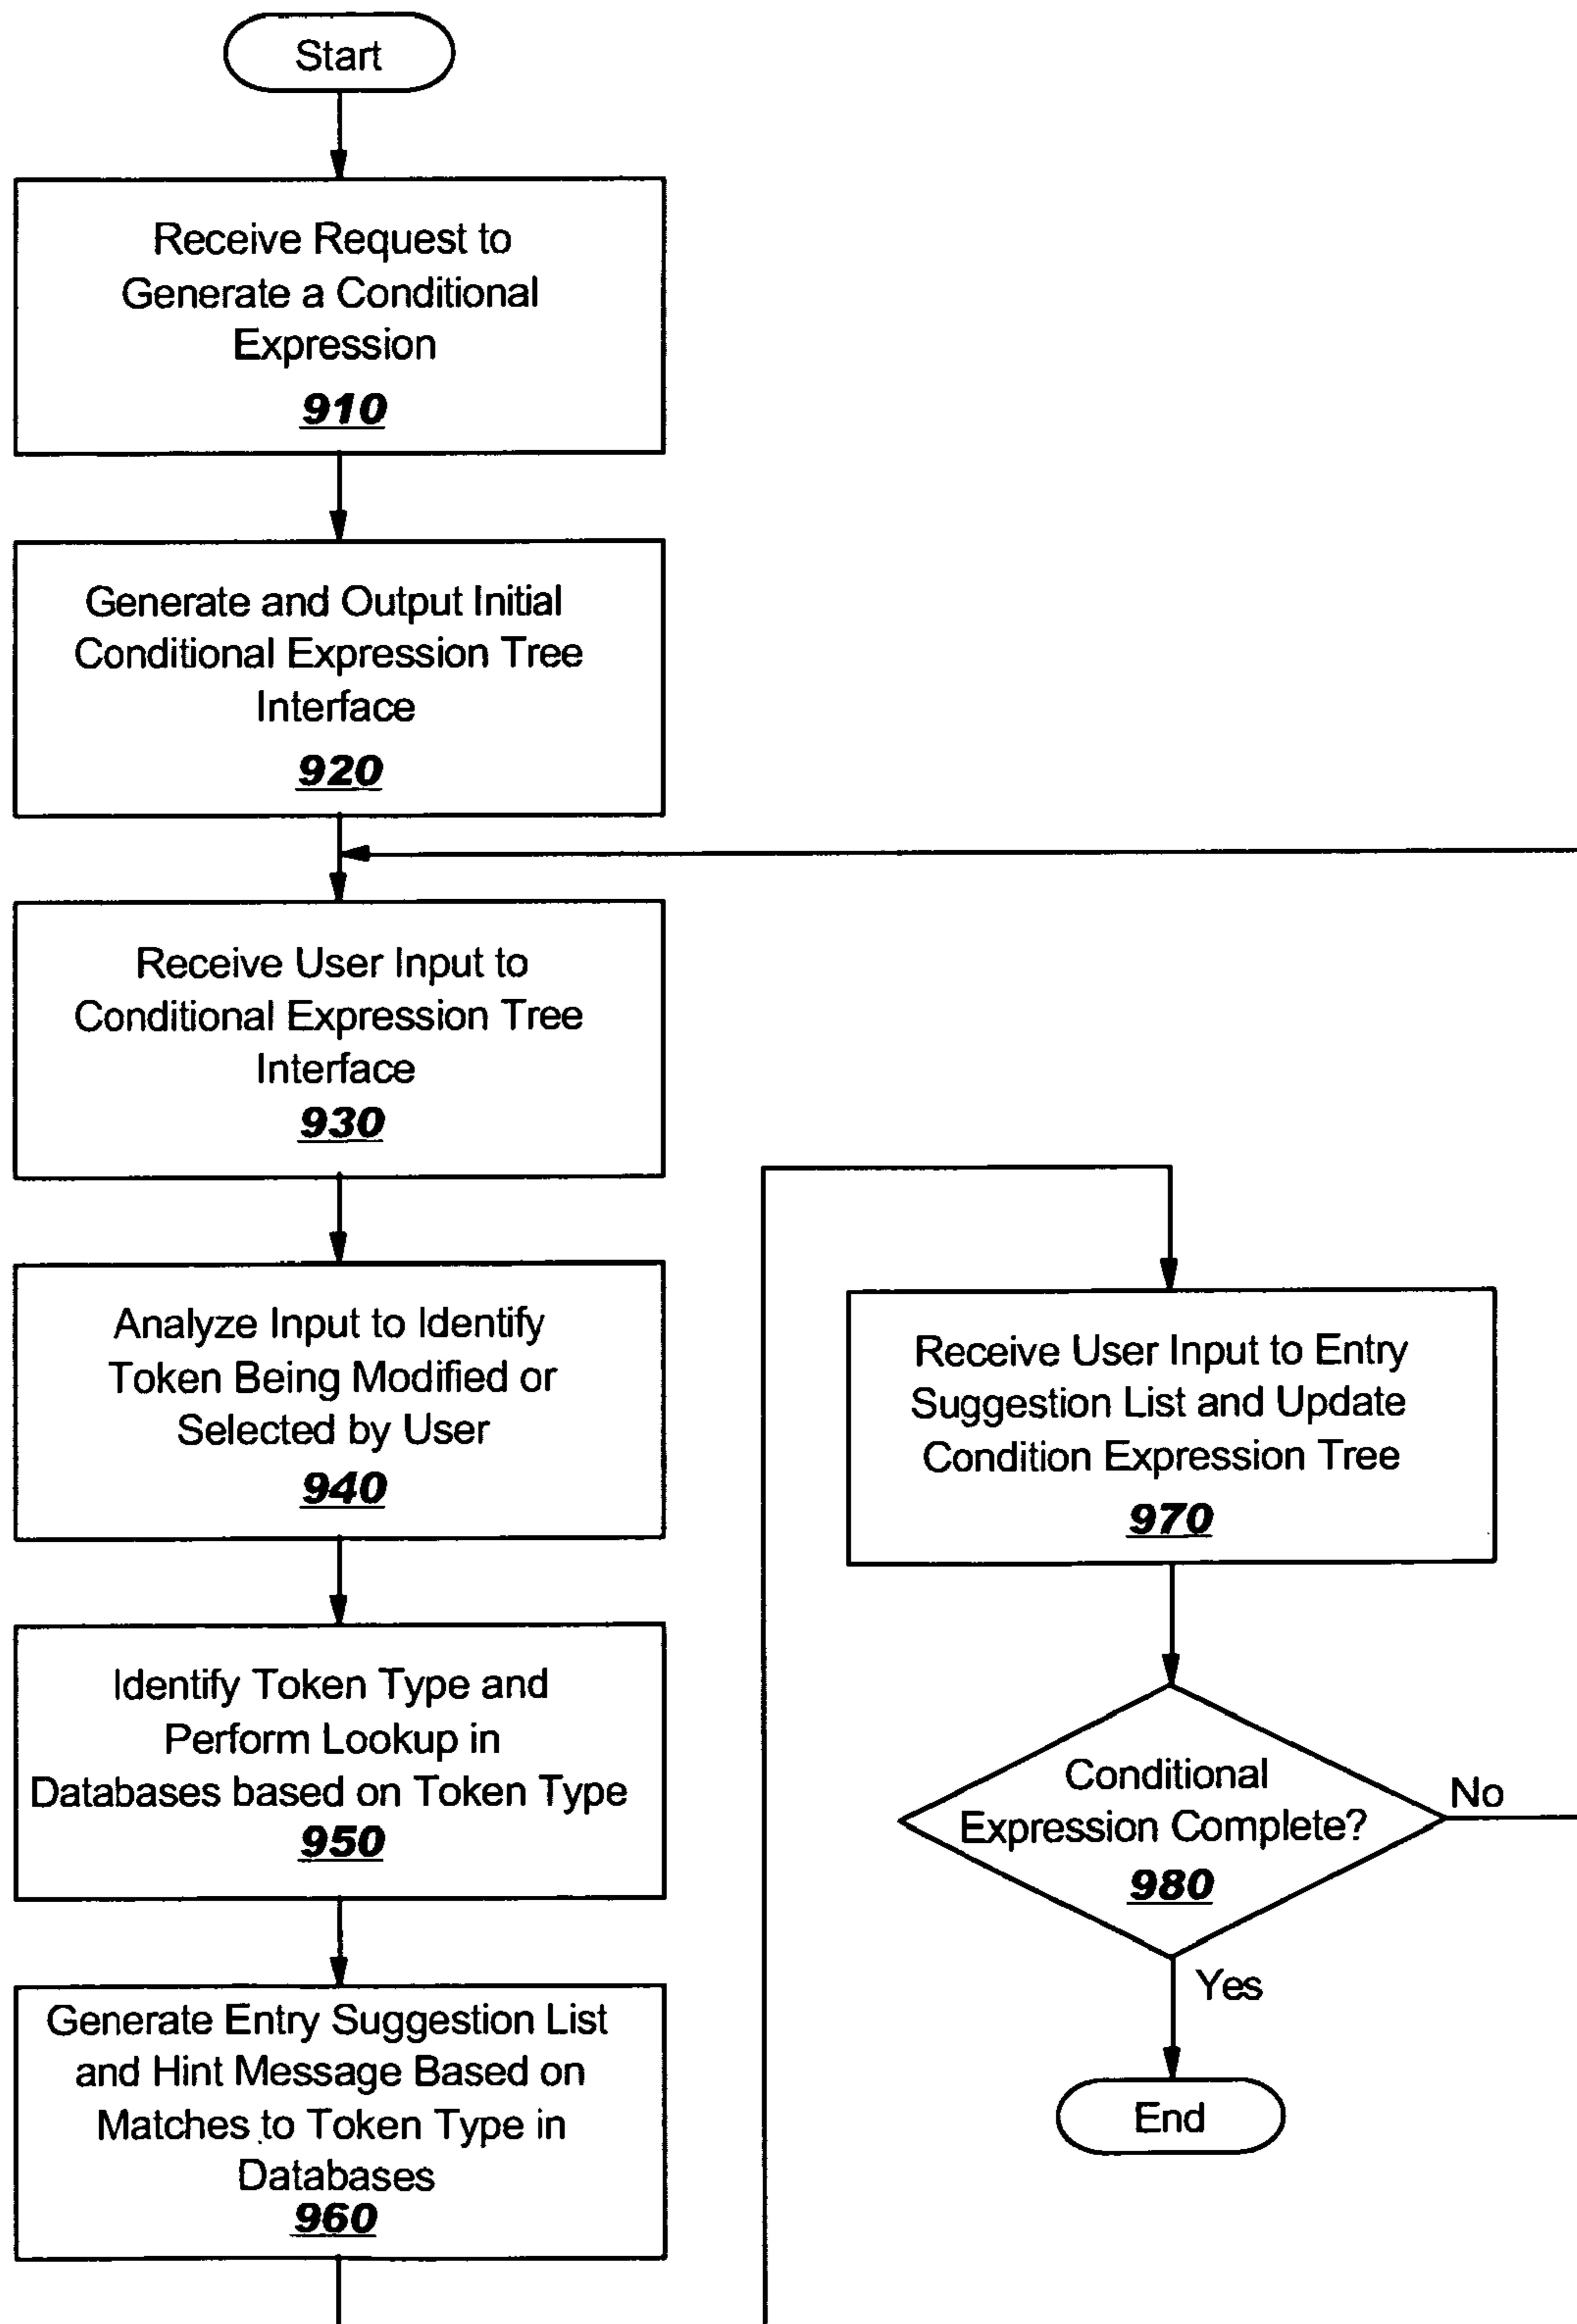 Start
Receive Request to
Generate a Conditional
Expression
910
Generate and Output Initial
Conditional Expression Tree
Interface
920
Receive User Input to
Conditional Expression Tree
Interface
930
Analyze Input to Identify
Token Being Modified or
Selected by User
940
Identify Token Type and
Perform Lookup in
Databases based on Token Type
950
Generate Entry Suggestion List
and Hint Message Based on
Matches to Token Type in
Databases
960
Receive User Input to Entry
Suggestion List and Update
Condition Expression Tree
970
Conditional
Expression Complete?
980
No
Yes
End